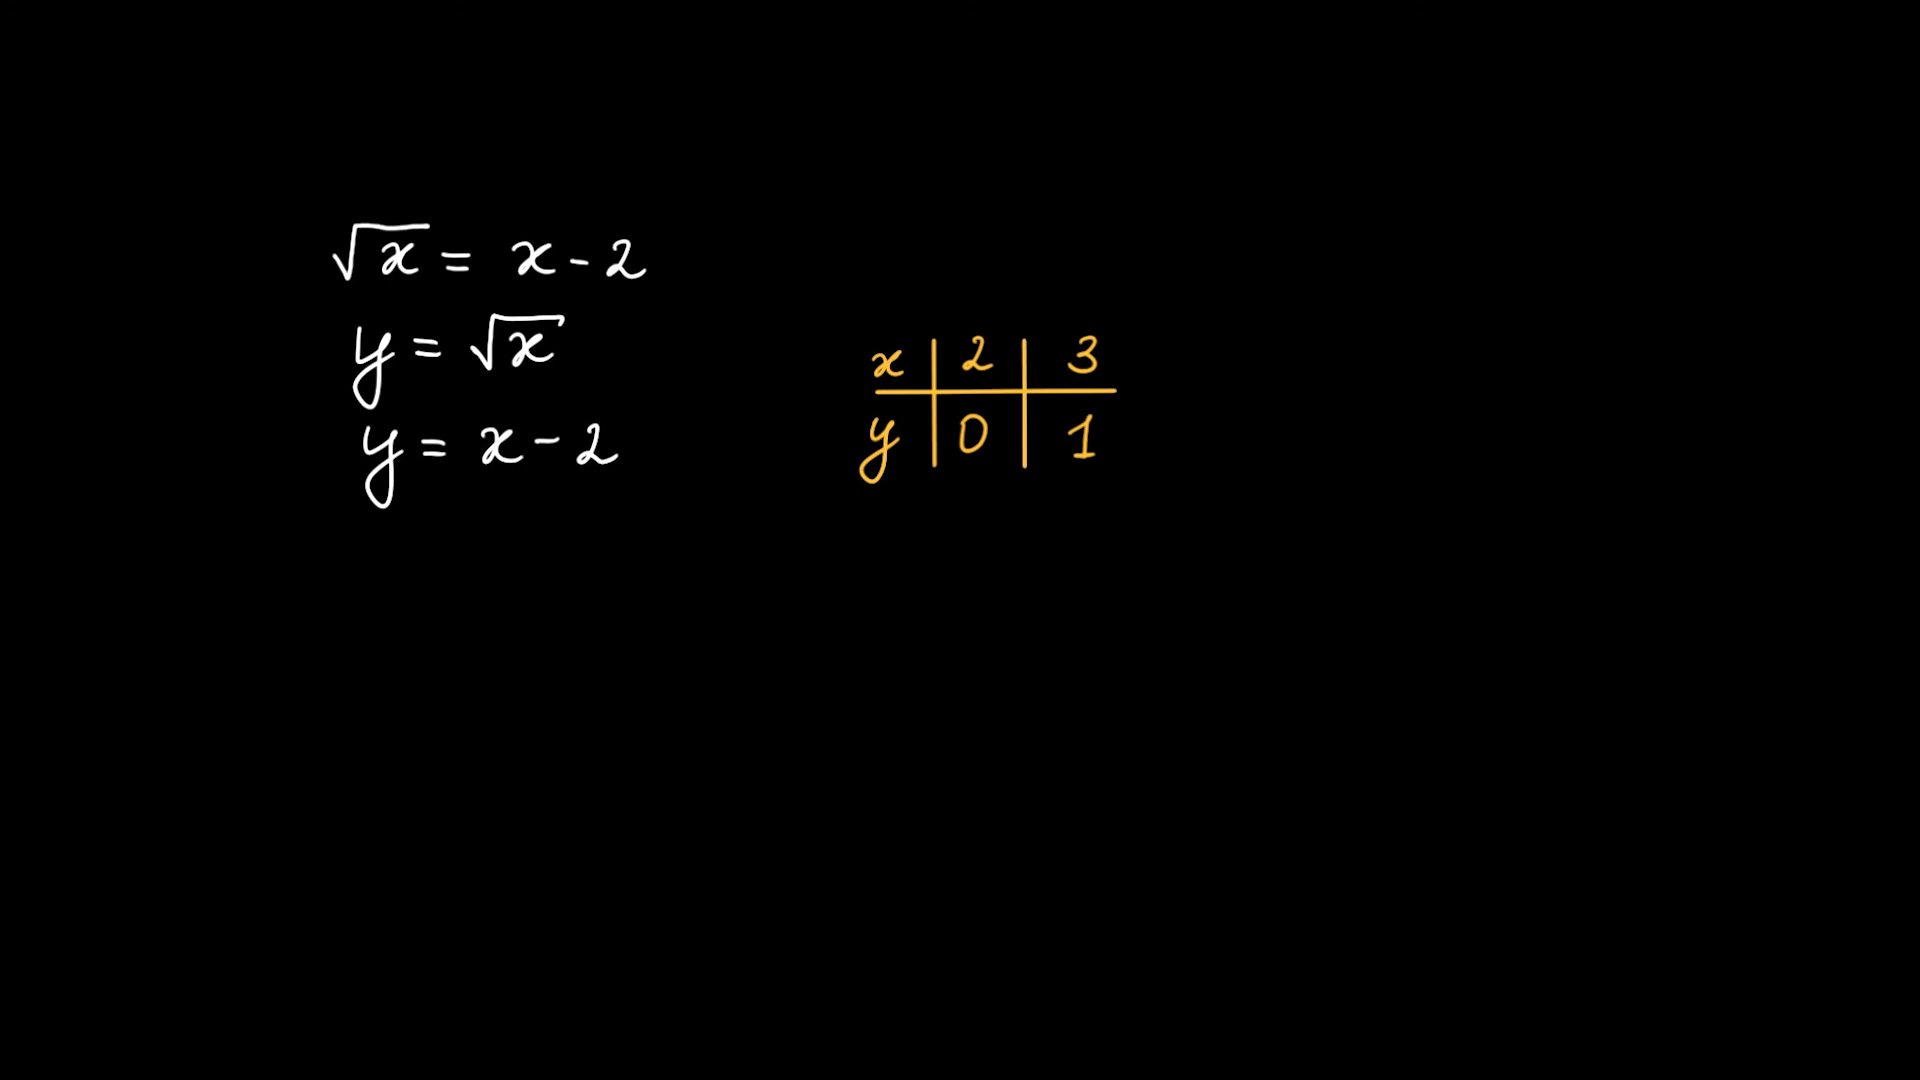 √x = x - 2
y = √x
y = x - 2
x | 2 | 3
y | 0 | 1